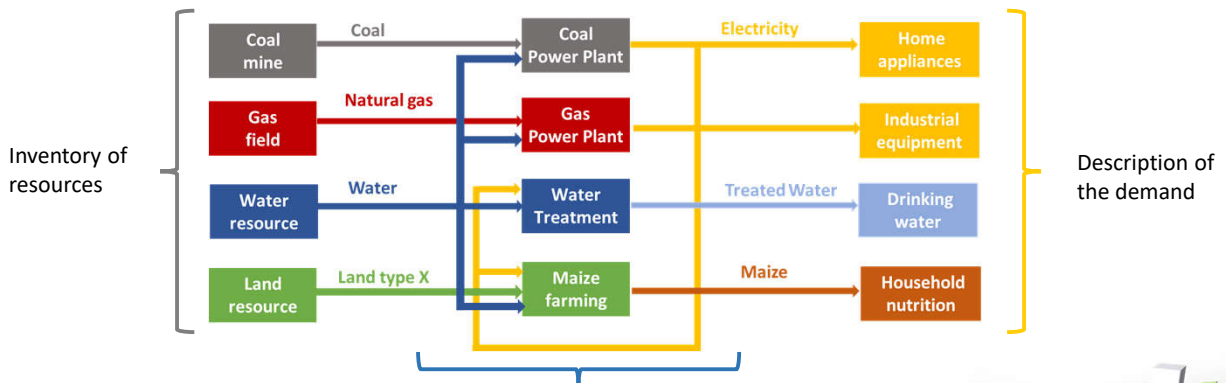 Inventory of
resources
Coal
mine
Coal
Coal
Power Plant
Electricity
Home
appliances
Gas
field
Natural gas
Gas
Power Plant
Industrial
equipment
Water
resource
Water
Water
Treatment
Treated Water
Drinking
water
Land
resource
Land type X
Maize
farming
Maize
Household
nutrition
Description of
the demand